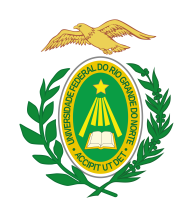 UNIVERSIDADE FEDERAL DO RIO GRANDE DO NORTE
ACCIPIT UT DET